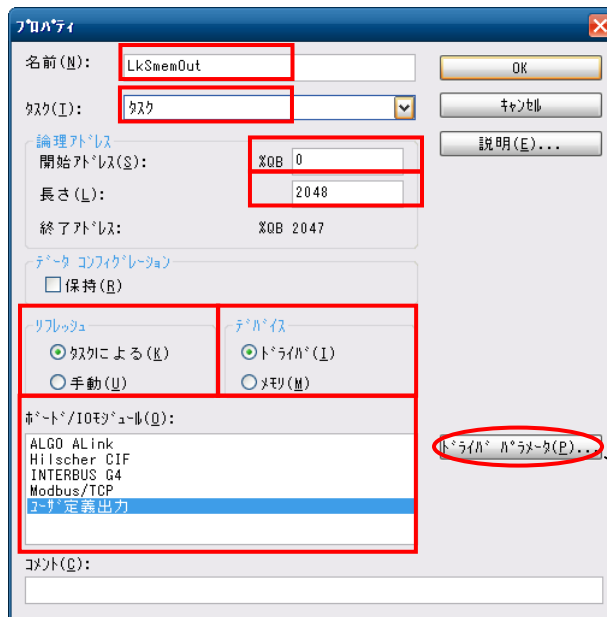 ﾌﾟﾛﾊﾟﾃｨ
名前(N): LkSmemOut
OK
ﾀｽｸ(T): ﾀｽｸ
ｷｬﾝｾﾙ
説明(E)...
論理ｱﾄﾞﾚｽ
開始ｱﾄﾞﾚｽ(S): %QB 0
長さ(L): 2048
終了ｱﾄﾞﾚｽ: %QB 2047
ﾃﾞｰﾀ ｺﾝﾌｨｸﾞﾚｰｼｮﾝ
保持(R)
ﾘﾌﾚｯｼｭ
ﾀｽｸによる(K)
手動(U)
ﾃﾞﾊﾞｲｽ
ﾄﾞﾗｲﾊﾞ(I)
ﾒﾓﾘ(M)
ﾎﾞｰﾄﾞ/IOﾓｼﾞｭｰﾙ(O):
ALGO ALink
Hilscher CIF
INTERBUS G4
Modbus/TCP
ﾕｰｻﾞ定義出力
ﾄﾞﾗｲﾊﾞ ﾊﾟﾗﾒｰﾀ(P)...
ｺﾒﾝﾄ(C):